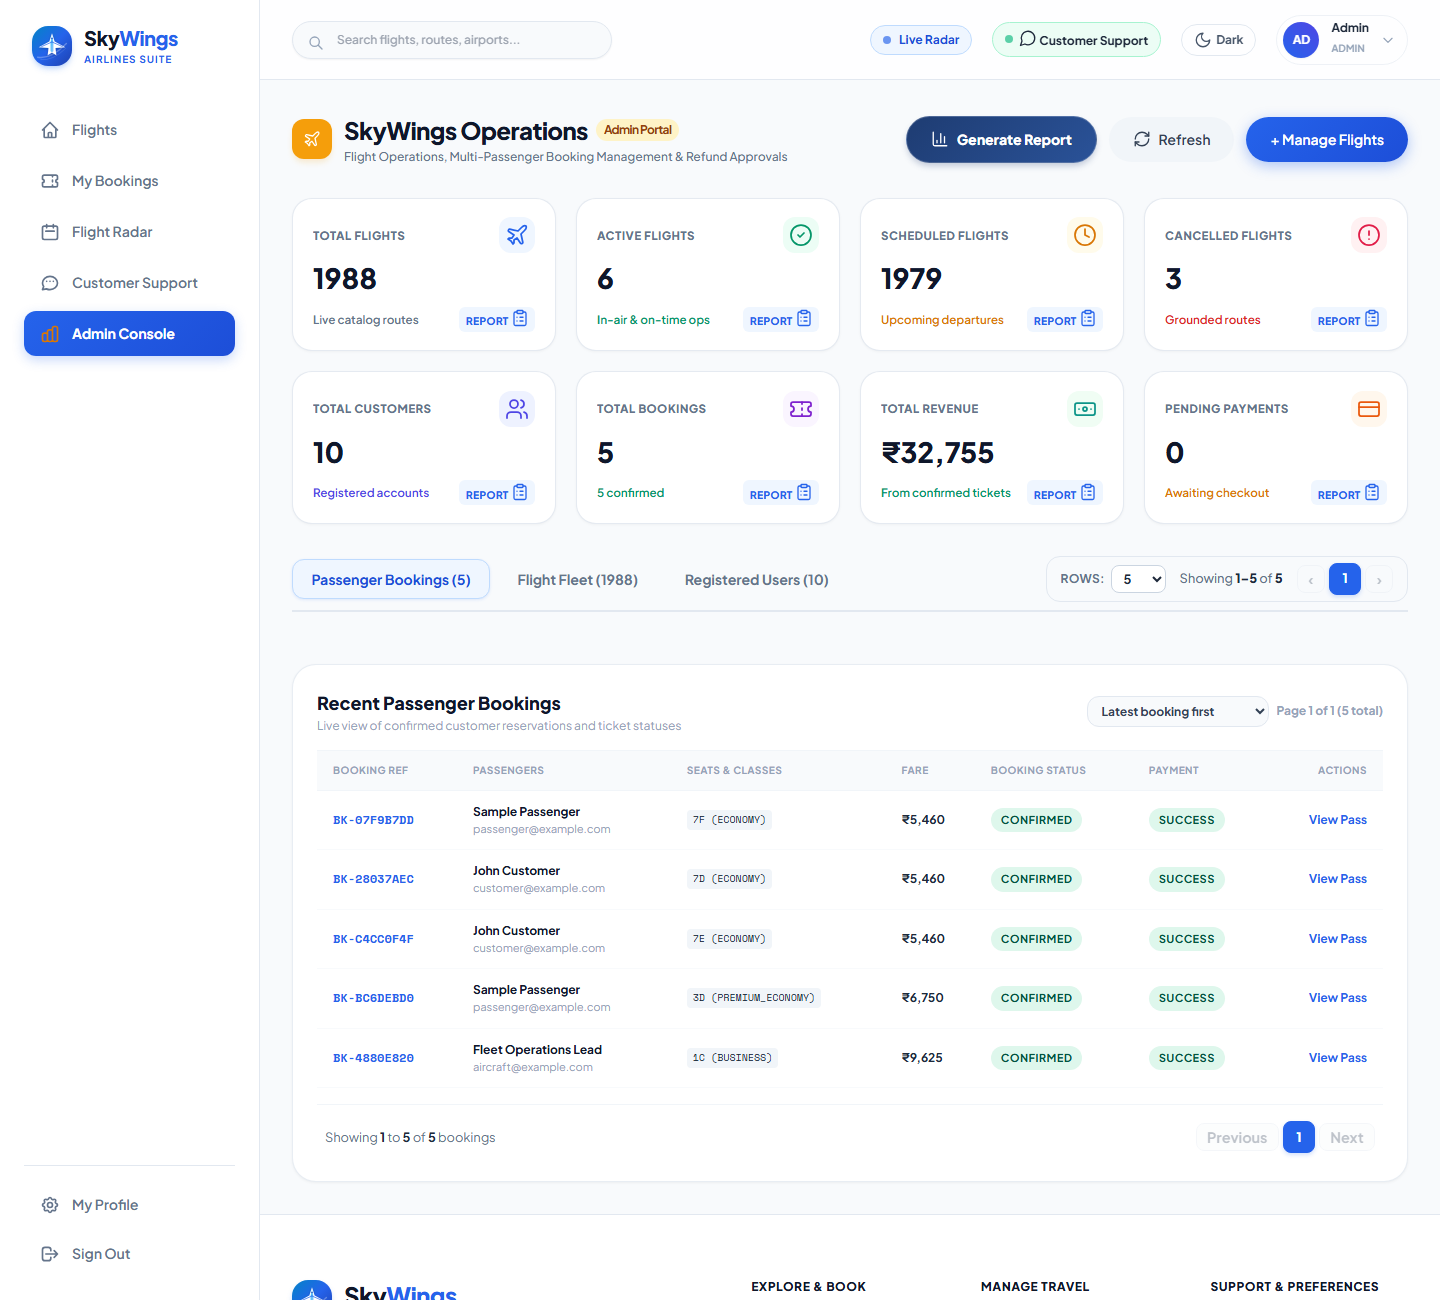 SkyWings
AIRLINES SUITE
Flights
My Bookings
Flight Radar
Customer Support
Admin Console
My Profile
Sign Out
Search flights, routes, airports...
Live Radar
Customer Support
Dark
AD
Admin
ADMIN
SkyWings Operations
Admin Portal
Flight Operations, Multi-Passenger Booking Management & Refund Approvals
Generate Report
Refresh
+ Manage Flights
TOTAL FLIGHTS
1988
Live catalog routes
REPORT
ACTIVE FLIGHTS
6
In-air & on-time ops
REPORT
SCHEDULED FLIGHTS
1979
Upcoming departures
REPORT
CANCELLED FLIGHTS
3
Grounded routes
REPORT
TOTAL CUSTOMERS
10
Registered accounts
REPORT
TOTAL BOOKINGS
5
5 confirmed
REPORT
TOTAL REVENUE
₹32,755
From confirmed tickets
REPORT
PENDING PAYMENTS
0
Awaiting checkout
REPORT
Passenger Bookings (5)
Flight Fleet (1988)
Registered Users (10)
ROWS:
5
Showing 1–5 of 5
‹
1
›
Recent Passenger Bookings
Live view of confirmed customer reservations and ticket statuses
Latest booking first
Page 1 of 1 (5 total)
BOOKING REF PASSENGERS SEATS & CLASSES FARE BOOKING STATUS PAYMENT ACTIONS
BK-07F9B7DD
Sample Passenger
passenger@example.com
7F (ECONOMY)
₹5,460
CONFIRMED
SUCCESS
View Pass
BK-28037AEC
John Customer
customer@example.com
7D (ECONOMY)
₹5,460
CONFIRMED
SUCCESS
View Pass
BK-C4CC0F4F
John Customer
customer@example.com
7E (ECONOMY)
₹5,460
CONFIRMED
SUCCESS
View Pass
BK-BC6DEBD0
Sample Passenger
passenger@example.com
3D (PREMIUM_ECONOMY)
₹6,750
CONFIRMED
SUCCESS
View Pass
BK-4880E820
Fleet Operations Lead
aircraft@example.com
1C (BUSINESS)
₹9,625
CONFIRMED
SUCCESS
View Pass
Showing 1 to 5 of 5 bookings
Previous
1
Next
SkyWings
EXPLORE & BOOK
MANAGE TRAVEL
SUPPORT & PREFERENCES